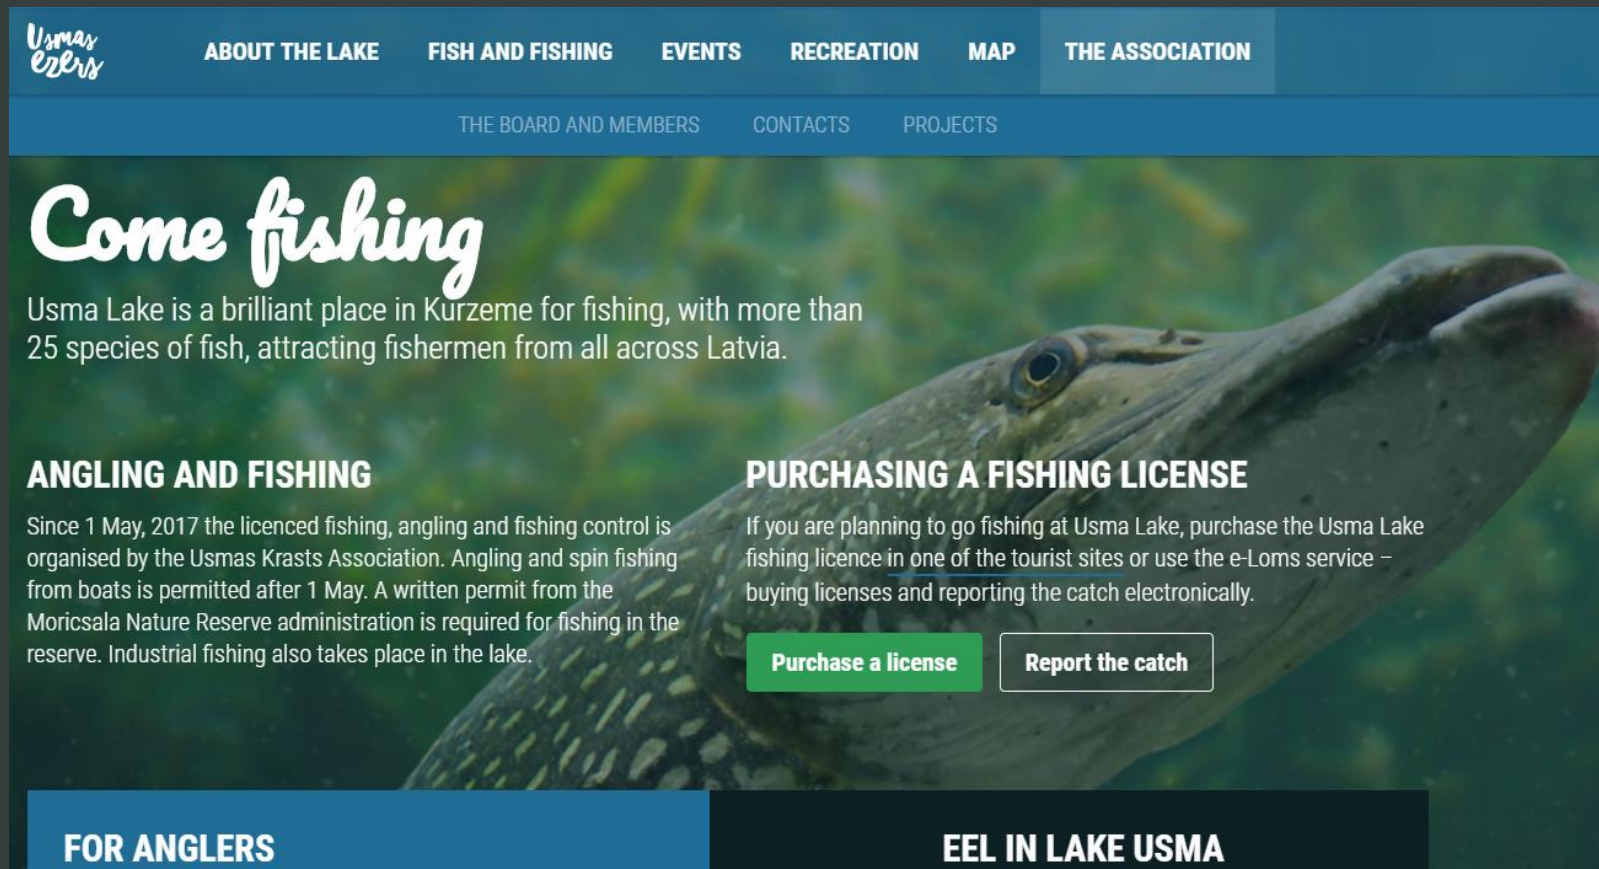 Usmas
ezers
ABOUT THE LAKE
FISH AND FISHING
EVENTS
RECREATION
MAP
THE ASSOCIATION
THE BOARD AND MEMBERS
CONTACTS
PROJECTS
Come fishing
Usma Lake is a brilliant place in Kurzeme for fishing, with more than
25 species of fish, attracting fishermen from all across Latvia.
ANGLING AND FISHING
Since 1 May, 2017 the licenced fishing, angling and fishing control is
organised by the Usmas Krasts Association. Angling and spin fishing
from boats is permitted after 1 May. A written permit from the
Moricsala Nature Reserve administration is required for fishing in the
reserve. Industrial fishing also takes place in the lake.
PURCHASING A FISHING LICENSE
If you are planning to go fishing at Usma Lake, purchase the Usma Lake
fishing licence in one of the tourist sites or use the e-Loms service –
buying licenses and reporting the catch electronically.
Purchase a license
Report the catch
FOR ANGLERS
EEL IN LAKE USMA